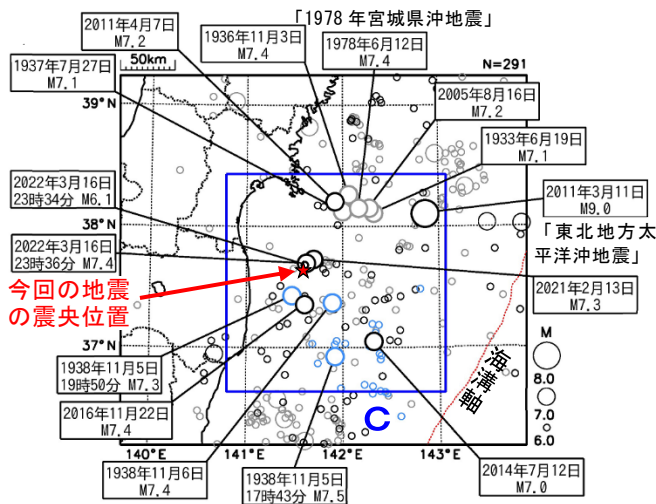 「1978年宮城県沖地震」
2011年4月7日
M7.2
1936年11月3日
M7.4
1978年6月12日
M7.4
50km
N=291
1937年7月27日
M7.1
39°N
2005年8月16日
M7.2
1933年6月19日
M7.1
2022年3月16日
23時34分 M6.1
2011年3月11日
M9.0
38°N
「東北地方太
平洋沖地震」
2022年3月16日
23時36分 M7.4
今回の地震
の震央位置
2021年2月13日
M7.3
37°N
1938年11月5日
19時50分 M7.3
M
8.0
7.0
6.0
海溝軸
2016年11月22日
M7.4
C
140°E
141°E
142°E
143°E
1938年11月6日
M7.4
1938年11月5日
17時43分 M7.5
2014年7月12日
M7.0